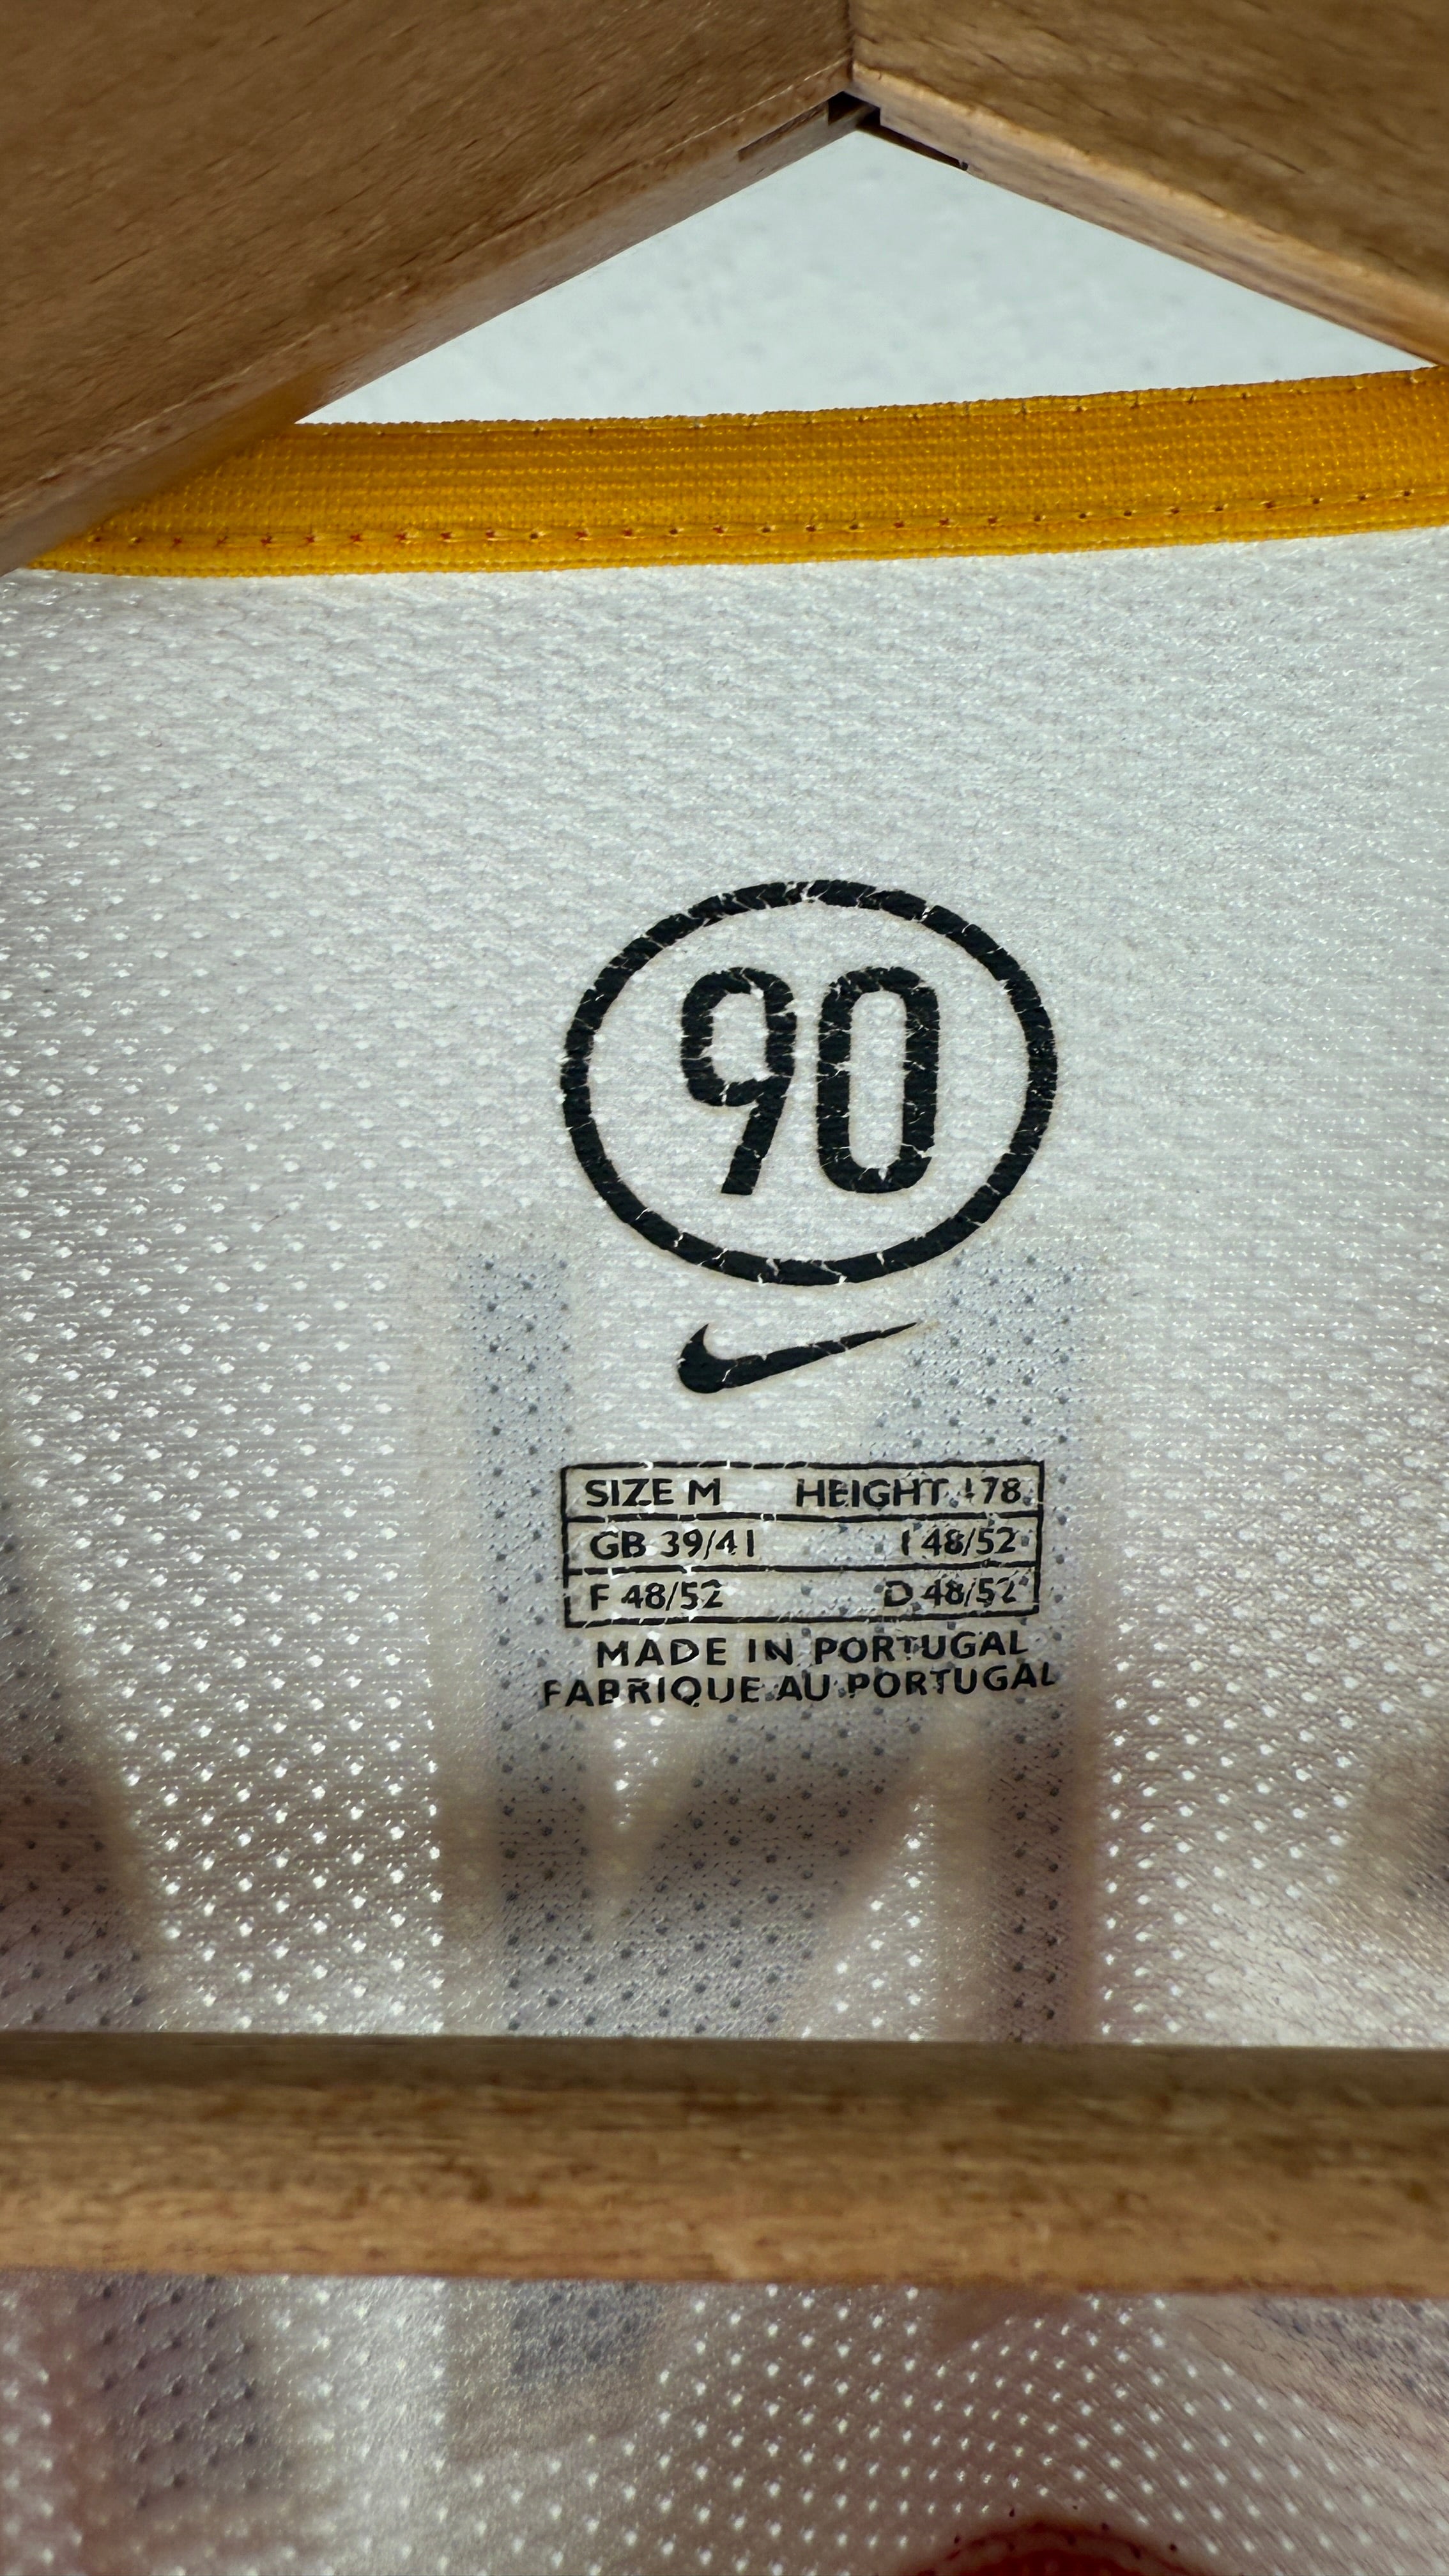 90
SIZE M HEIGHT 178
GB 39/41 I 48/52
F 48/52 D 48/52
MADE IN PORTUGAL
FABRIQUE AU PORTUGAL